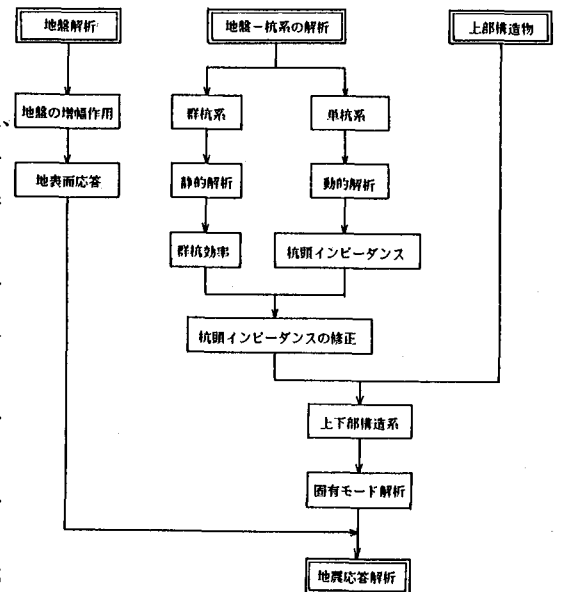 地盤解析
地盤-杭系の解析
上部構造物
地盤の増幅作用
群杭系
単杭系
地表面応答
静的解析
動的解析
群杭効率
杭頭インピーダンス
杭頭インピーダンスの修正
上下部構造系
固有モード解析
地震応答解析